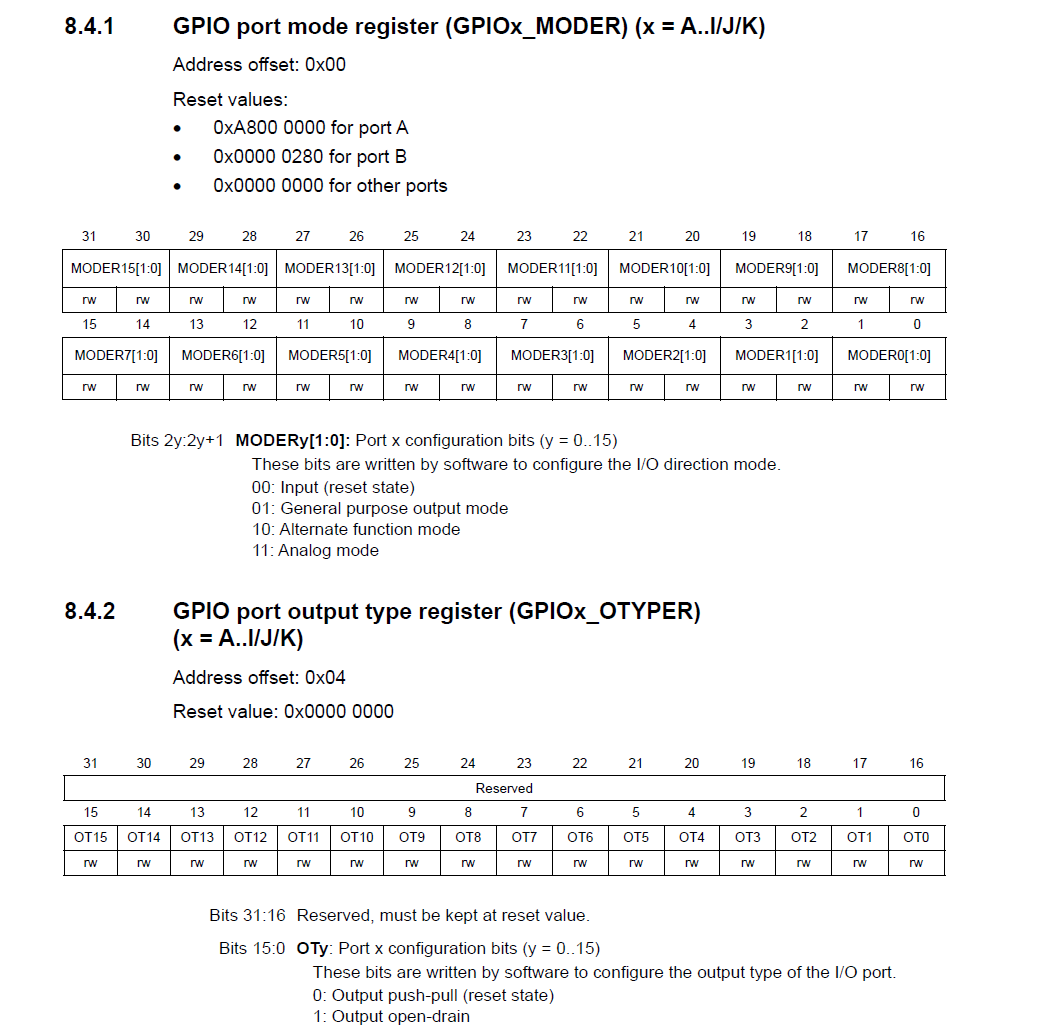 8.4.1 GPIO port mode register (GPIOx_MODER) (x = A..I/J/K)
Address offset: 0x00
Reset values:
• 0xA800 0000 for port A
• 0x0000 0280 for port B
• 0x0000 0000 for other ports
31 30 29 28 27 26 25 24 23 22 21 20 19 18 17 16
MODER15[1:0] MODER14[1:0] MODER13[1:0] MODER12[1:0] MODER11[1:0] MODER10[1:0] MODER9[1:0] MODER8[1:0]
rw rw rw rw rw rw rw rw rw rw rw rw rw rw rw rw
15 14 13 12 11 10 9 8 7 6 5 4 3 2 1 0
MODER7[1:0] MODER6[1:0] MODER5[1:0] MODER4[1:0] MODER3[1:0] MODER2[1:0] MODER1[1:0] MODER0[1:0]
rw rw rw rw rw rw rw rw rw rw rw rw rw rw rw rw
Bits 2y:2y+1 MODERy[1:0]: Port x configuration bits (y = 0..15)
These bits are written by software to configure the I/O direction mode.
00: Input (reset state)
01: General purpose output mode
10: Alternate function mode
11: Analog mode
8.4.2 GPIO port output type register (GPIOx_OTYPER)
(x = A..I/J/K)
Address offset: 0x04
Reset value: 0x0000 0000
31 30 29 28 27 26 25 24 23 22 21 20 19 18 17 16
Reserved
15 14 13 12 11 10 9 8 7 6 5 4 3 2 1 0
OT15 OT14 OT13 OT12 OT11 OT10 OT9 OT8 OT7 OT6 OT5 OT4 OT3 OT2 OT1 OT0
rw rw rw rw rw rw rw rw rw rw rw rw rw rw rw rw
Bits 31:16 Reserved, must be kept at reset value.
Bits 15:0 OTy: Port x configuration bits (y = 0..15)
These bits are written by software to configure the output type of the I/O port.
0: Output push-pull (reset state)
1: Output open-drain